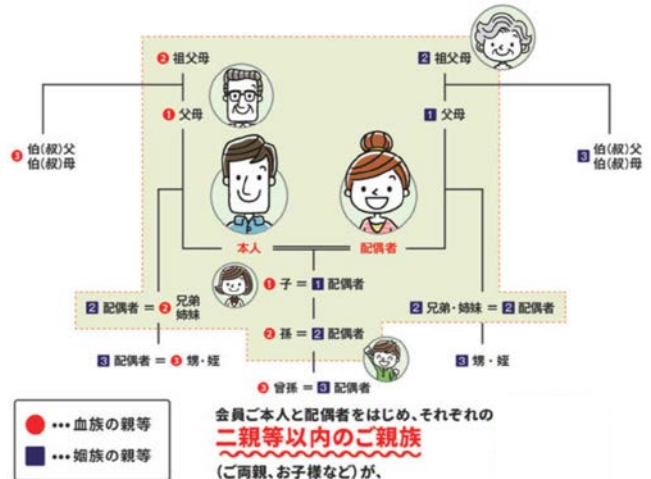 ❷ 祖父母
2 祖父母
❶ 父母
1 父母
❸ 伯(叔)父
伯(叔)母
3 伯(叔)父
伯(叔)母
本人
配偶者
❶ 子 = 1 配偶者
2 配偶者 = ❷ 兄弟
姉妹
2 兄弟・姉妹 = 2 配偶者
❷ 孫 = 2 配偶者
3 配偶者 = ❸ 甥・姪
3 甥・姪
❸ 曾孫 = 3 配偶者
●…血族の親等
■…姻族の親等
会員ご本人と配偶者をはじめ、それぞれの
二親等以内のご親族
(ご両親、お子様など)が、